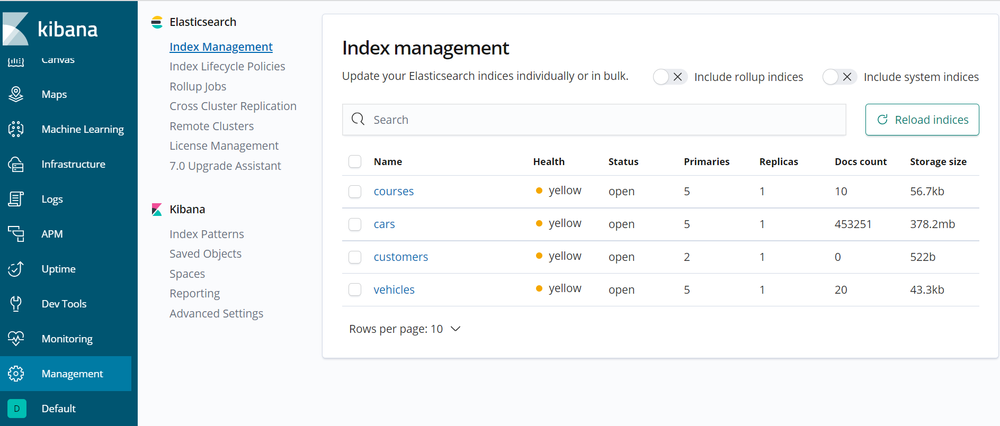 kibana
Canvas
Maps
Machine Learning
Infrastructure
Logs
APM
Uptime
Dev Tools
Monitoring
Management
D Default
Elasticsearch
Index Management
Index Lifecycle Policies
Rollup Jobs
Cross Cluster Replication
Remote Clusters
License Management
7.0 Upgrade Assistant
Kibana
Index Patterns
Saved Objects
Spaces
Reporting
Advanced Settings
Index management
Update your Elasticsearch indices individually or in bulk. Include rollup indices Include system indices
Search Reload indices
Name Health Status Primaries Replicas Docs count Storage size
courses yellow open 5 1 10 56.7kb
cars yellow open 5 1 453251 378.2mb
customers yellow open 2 1 0 522b
vehicles yellow open 5 1 20 43.3kb
Rows per page: 10